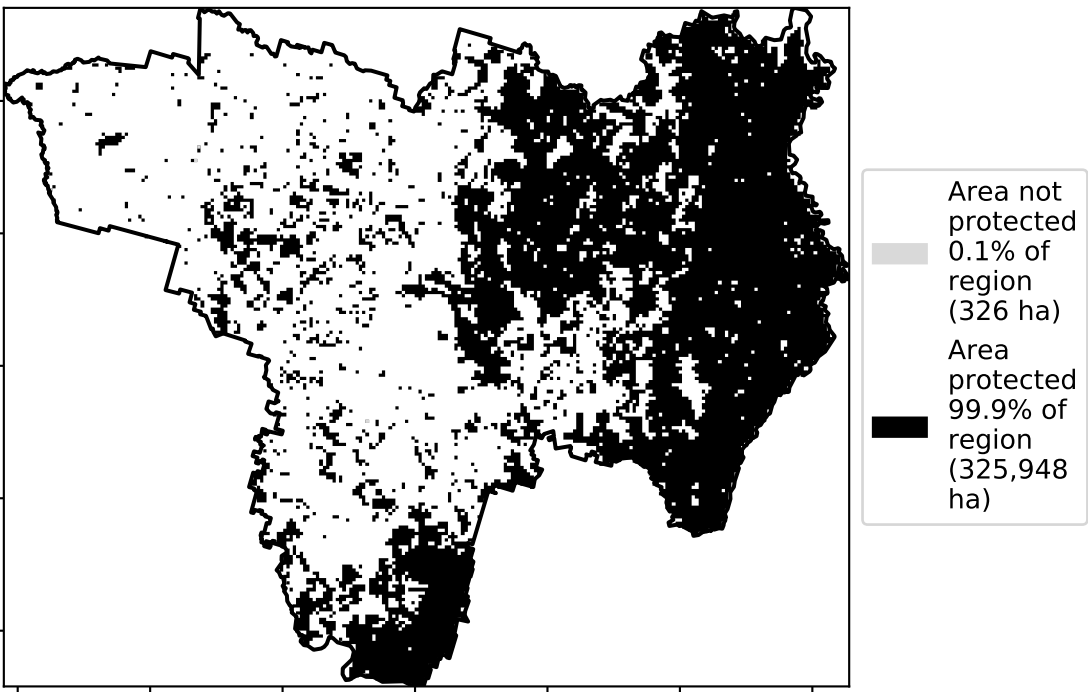 Area not
protected
0.1% of
region
(326 ha)
Area
protected
99.9% of
region
(325,948
ha)